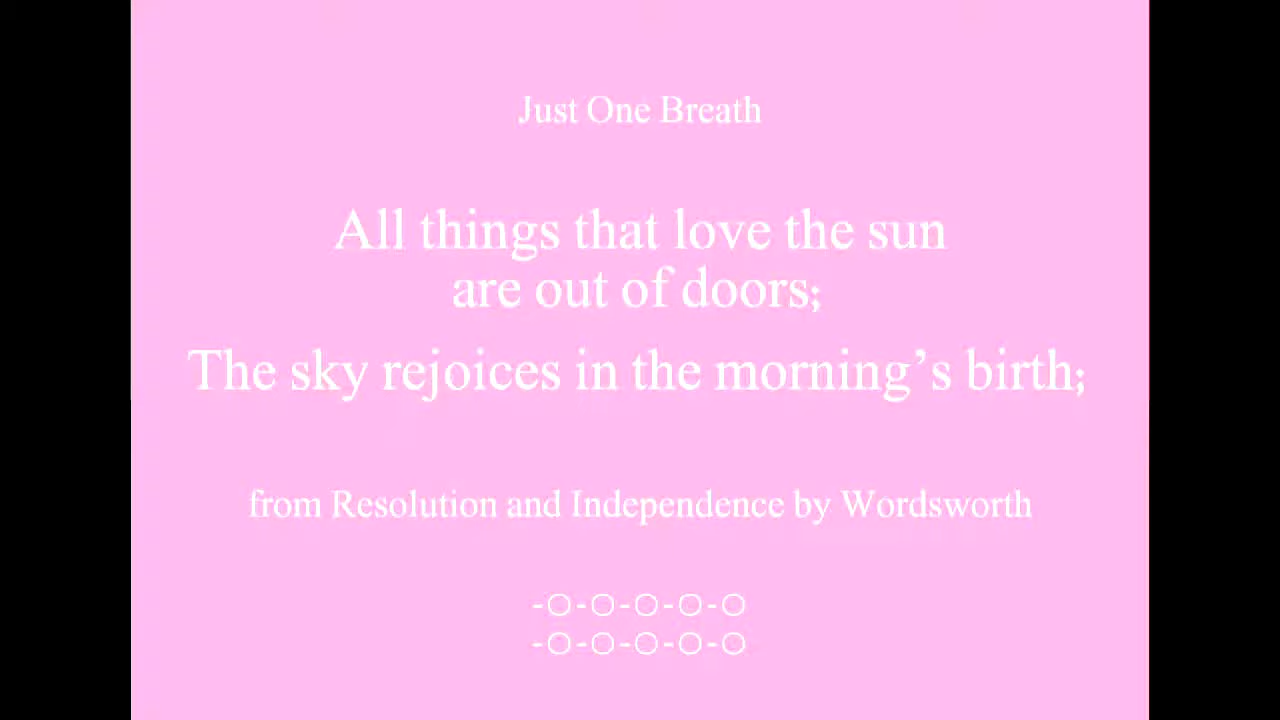 Just One Breath
All things that love the sun
are out of doors;
The sky rejoices in the morning’s birth;
from Resolution and Independence by Wordsworth
-○-○-○-○-○
-○-○-○-○-○